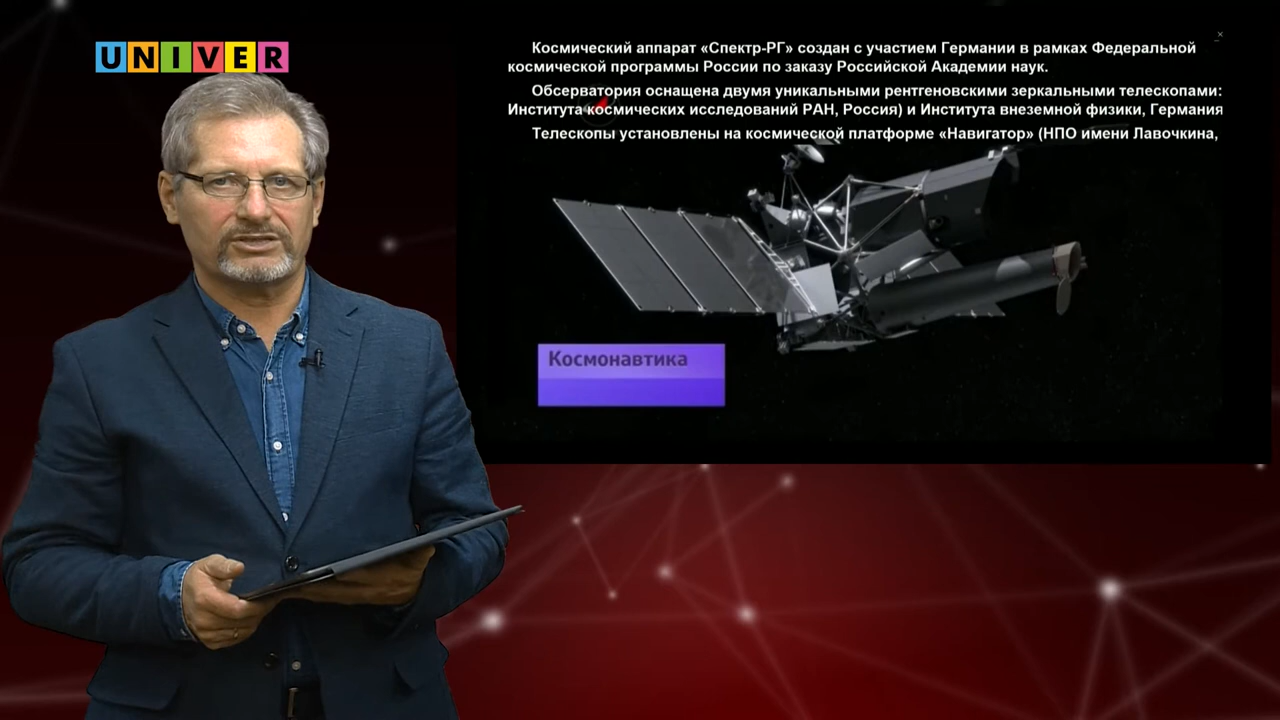 UNIVER
Космический аппарат «Спектр-РГ» создан с участием Германии в рамках Федеральной
космической программы России по заказу Российской Академии наук.
Обсерватория оснащена двумя уникальными рентгеновскими зеркальными телескопами:
Института космических исследований РАН, Россия) и Института внеземной физики, Германия
Телескопы установлены на космической платформе «Навигатор» (НПО имени Лавочкина,
Космонавтика